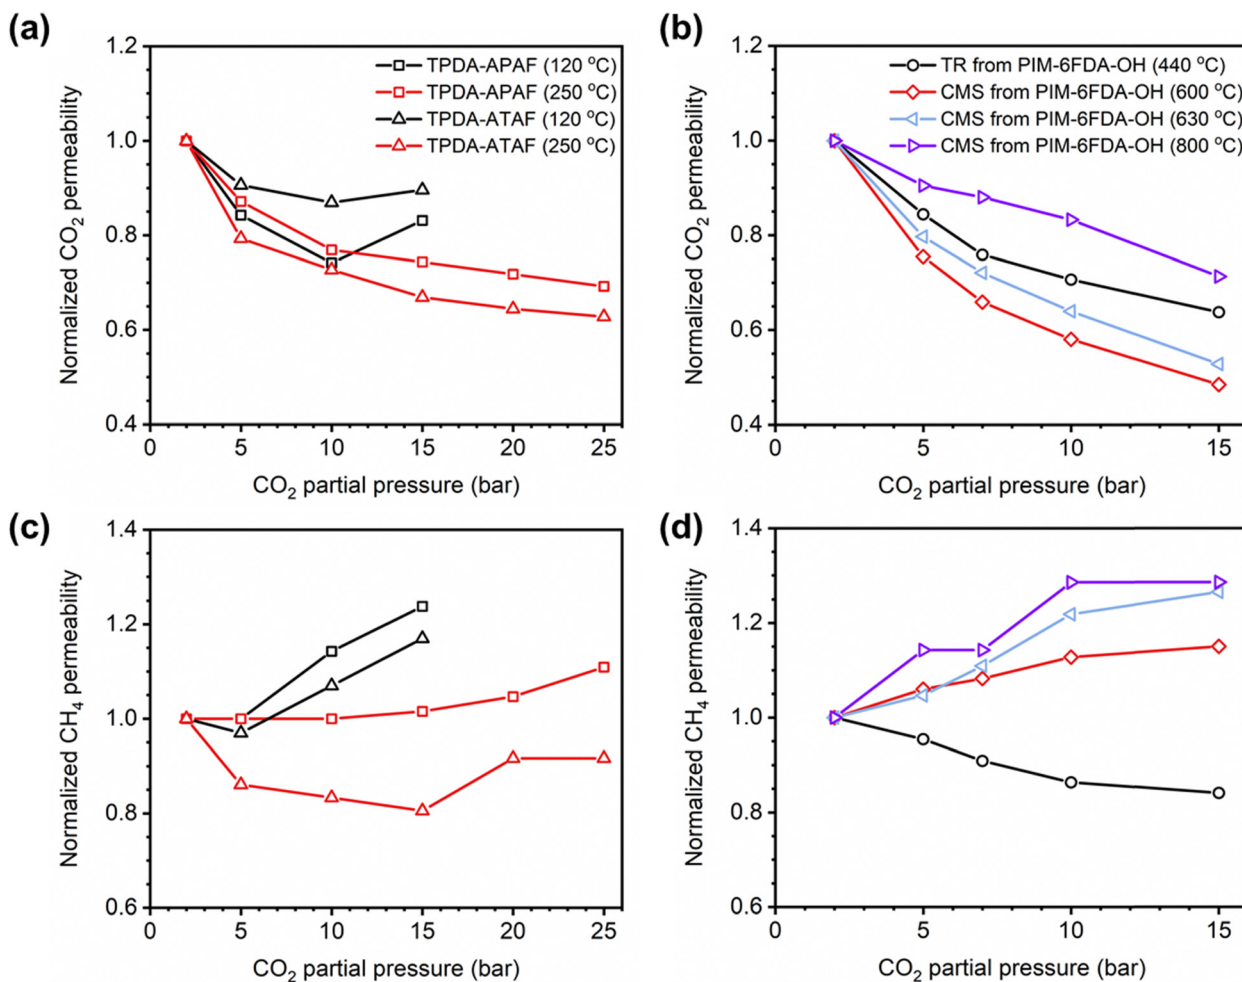 (a)
1.2
1.0
0.8
0.6
0.4
Normalized CO2 permeability
TPDA-APAF (120 °C)
TPDA-APAF (250 °C)
TPDA-ATAF (120 °C)
TPDA-ATAF (250 °C)
0 5 10 15 20 25
CO2 partial pressure (bar)
(b)
1.2
1.0
0.8
0.6
0.4
Normalized CO2 permeability
TR from PIM-6FDA-OH (440 °C)
CMS from PIM-6FDA-OH (600 °C)
CMS from PIM-6FDA-OH (630 °C)
CMS from PIM-6FDA-OH (800 °C)
0 5 10 15
CO2 partial pressure (bar)
(c)
1.4
1.2
1.0
0.8
0.6
Normalized CH4 permeability
0 5 10 15 20 25
CO2 partial pressure (bar)
(d)
1.4
1.2
1.0
0.8
0.6
Normalized CH4 permeability
0 5 10 15
CO2 partial pressure (bar)